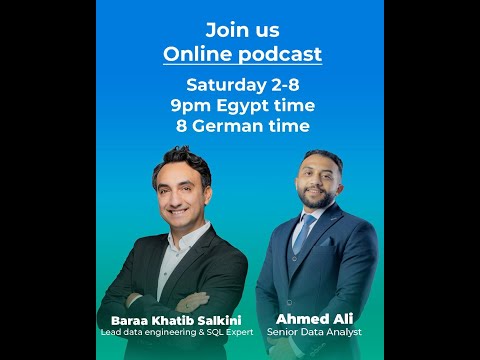 Join us
Online podcast
Saturday 2-8
9pm Egypt time
8 German time
Baraa Khatib Salkini
Lead data engineering & SQL Expert
Ahmed Ali
Senior Data Analyst